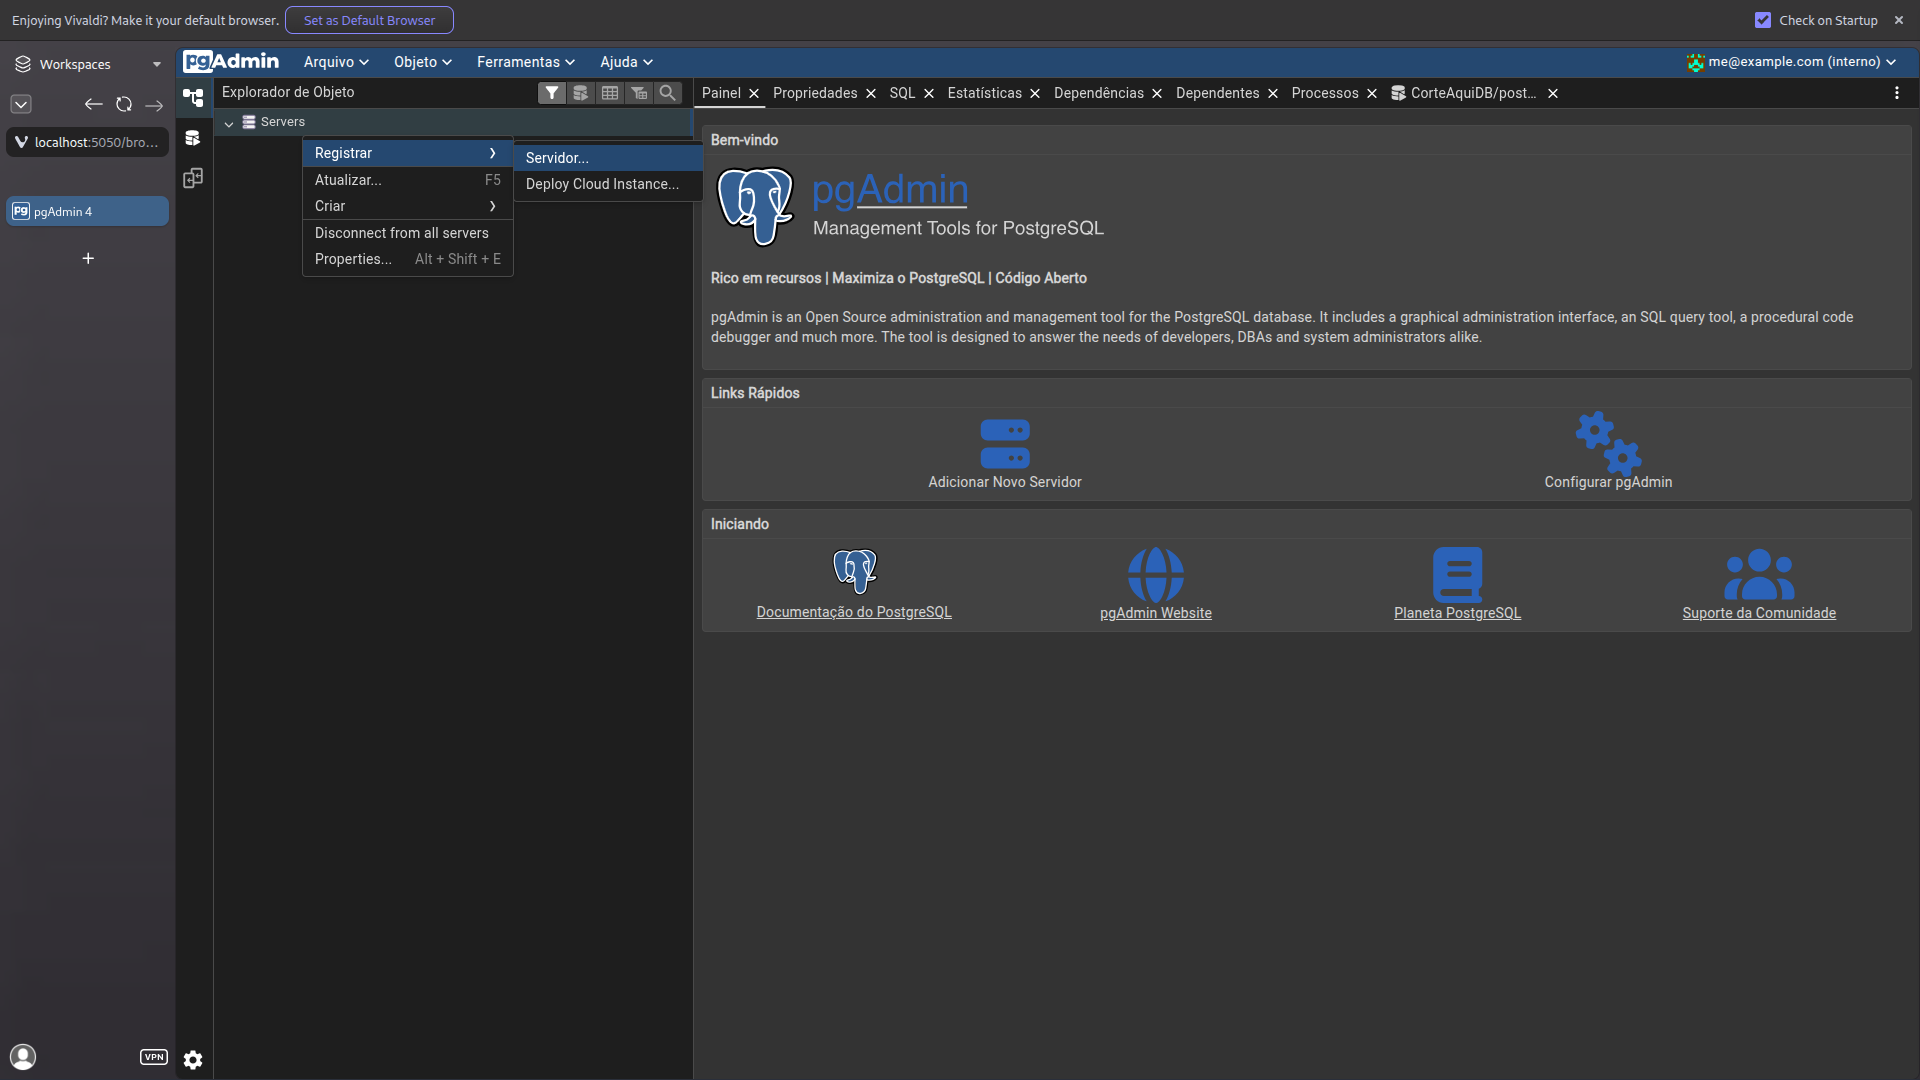 Enjoying Vivaldi? Make it your default browser. Set as Default Browser Check on Startup
Workspaces
pgAdmin Arquivo Objeto Ferramentas Ajuda me@example.com (interno)
Explorador de Objeto
Painel Propriedades SQL Estatísticas Dependências Dependentes Processos CorteAquiDB/post...
localhost:5050/bro...
pg pgAdmin 4
VPN
Servers
Registrar
Atualizar... F5
Criar
Disconnect from all servers
Properties... Alt + Shift + E
Servidor...
Deploy Cloud Instance...
Bem-vindo
pgAdmin
Management Tools for PostgreSQL
Rico em recursos | Maximiza o PostgreSQL | Código Aberto
pgAdmin is an Open Source administration and management tool for the PostgreSQL database. It includes a graphical administration interface, an SQL query tool, a procedural code
debugger and much more. The tool is designed to answer the needs of developers, DBAs and system administrators alike.
Links Rápidos
Adicionar Novo Servidor Configurar pgAdmin
Iniciando
Documentação do PostgreSQL pgAdmin Website Planeta PostgreSQL Suporte da Comunidade